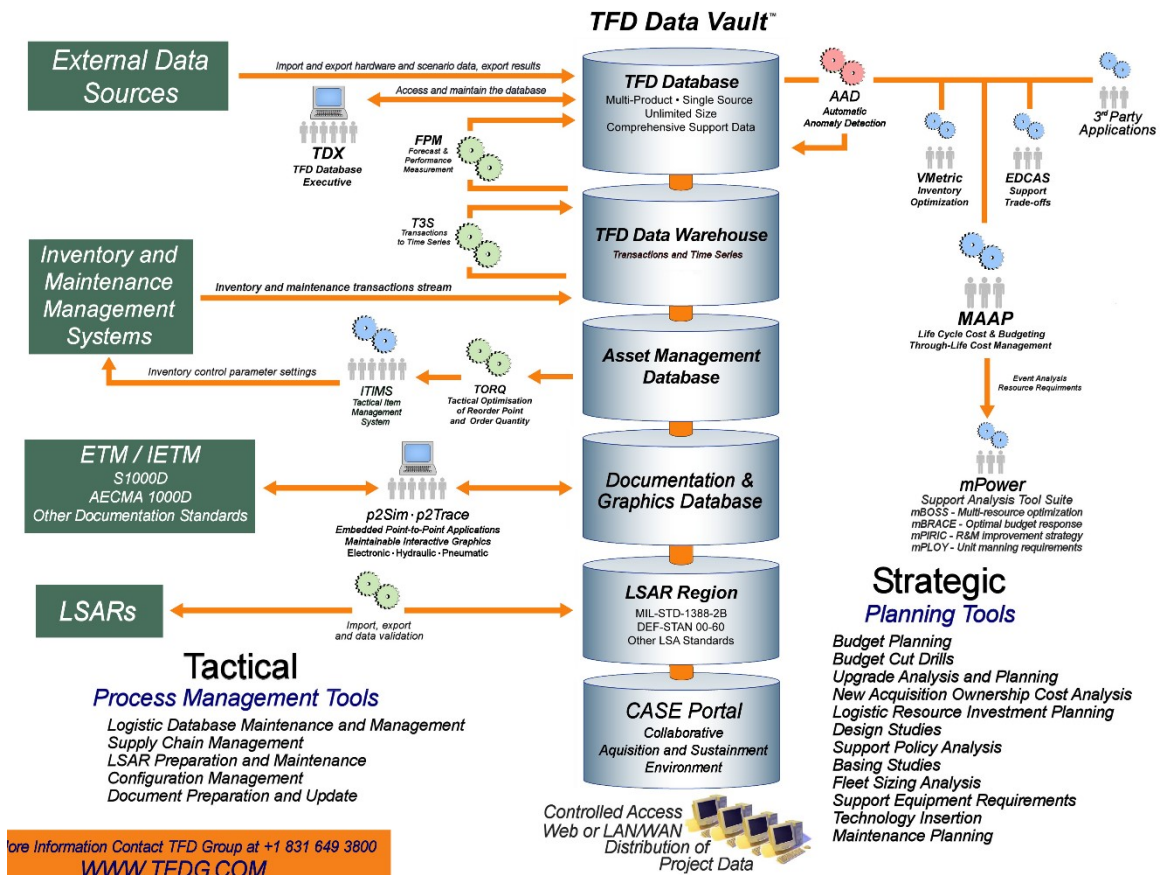 TFD Data Vault™
External Data
Sources
Import and export hardware and scenario data, export results
Access and maintain the database
TDX
TFD Database
Executive
FPM
Forecast &
Performance
Measurement
TFD Database
Multi-Product • Single Source
Unlimited Size
Comprehensive Support Data
AAD
Automatic
Anomaly Detection
3rd Party
Applications
VMetric
Inventory
Optimization
EDCAS
Support
Trade-offs
T3S
Transactions
to Time Series
TFD Data Warehouse
Transactions and Time Series
Inventory and
Maintenance
Management
Systems
Inventory and maintenance transactions stream
MAAP
Life Cycle Cost & Budgeting
Through-Life Cost Management
Event Analysis
Resource Requirments
Inventory control parameter settings
ITIMS
Tactical Item
Management
System
TORQ
Tactical Optimisation
of Reorder Point
and Order Quantity
Asset Management
Database
ETM / IETM
S1000D
AECMA 1000D
Other Documentation Standards
p2Sim · p2Trace
Embedded Point-to-Point Applications
Maintainable Interactive Graphics
Electronic · Hydraulic · Pneumatic
Documentation &
Graphics Database
mPower
Support Analysis Tool Suite
mBOSS - Multi-resource optimization
mBRACE - Optimal budget response
mPIRIC - R&M improvement strategy
mPLOY - Unit manning requirements
LSARs
Import, export
and data validation
LSAR Region
MIL-STD-1388-2B
DEF-STAN 00-60
Other LSA Standards
CASE Portal
Collaborative
Aquisition and Sustainment
Environment
Controlled Access
Web or LAN/WAN
Distribution of
Project Data
Tactical
Process Management Tools
Logistic Database Maintenance and Management
Supply Chain Management
LSAR Preparation and Maintenance
Configuration Management
Document Preparation and Update
Strategic
Planning Tools
Budget Planning
Budget Cut Drills
Upgrade Analysis and Planning
New Acquisition Ownership Cost Analysis
Logistic Resource Investment Planning
Design Studies
Support Policy Analysis
Basing Studies
Fleet Sizing Analysis
Support Equipment Requirements
Technology Insertion
Maintenance Planning
ore Information Contact TFD Group at +1 831 649 3800
WWW.TFDG.COM